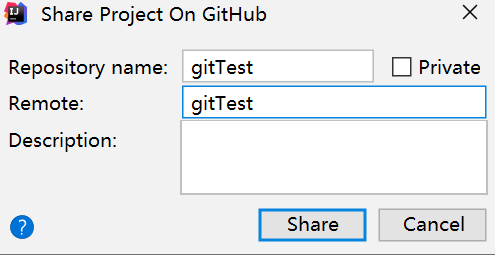 Share Project On GitHub
Repository name: gitTest Private
Remote: gitTest
Description:
? Share Cancel